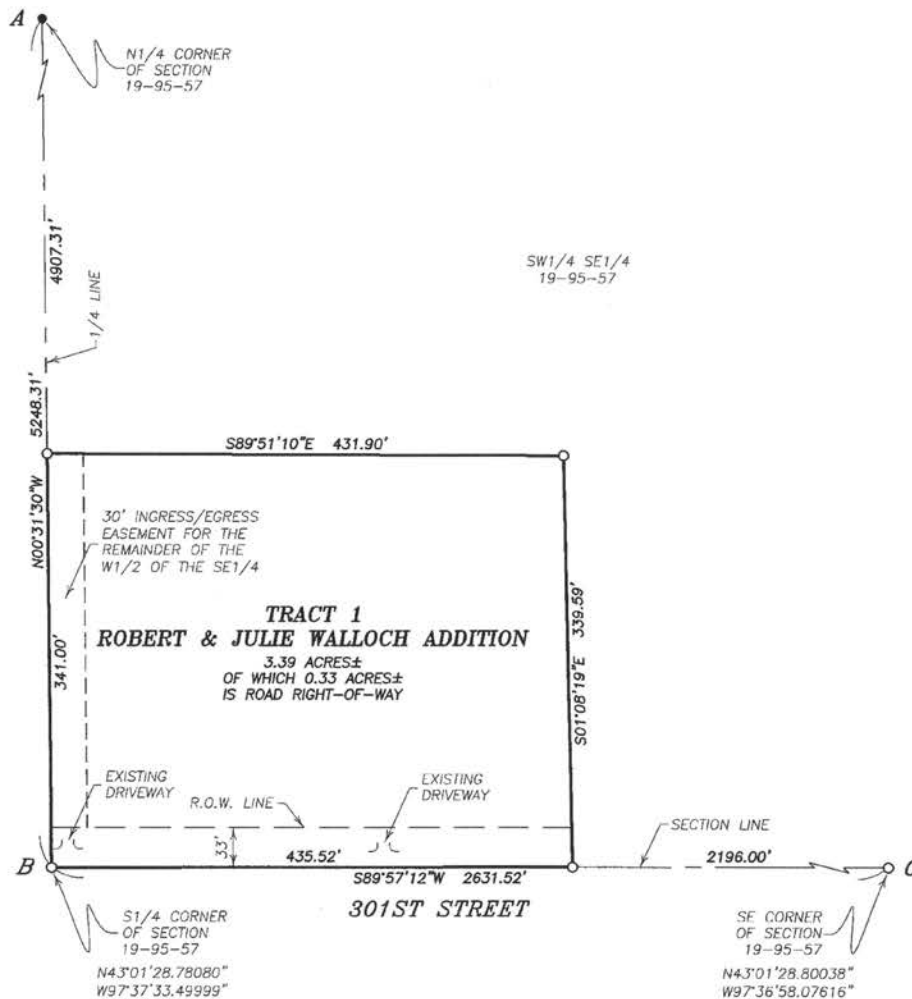 A
N1/4 CORNER
OF SECTION
19-95-57
4907.31'
1/4 LINE
SW1/4 SE1/4
19-95-57
5248.31'
S89°51'10"E 431.90'
N00°31'30"W
30' INGRESS/EGRESS
EASEMENT FOR THE
REMAINDER OF THE
W1/2 OF THE SE1/4
341.00'
TRACT 1
ROBERT & JULIE WALLOCH ADDITION
3.39 ACRES±
OF WHICH 0.33 ACRES±
IS ROAD RIGHT-OF-WAY
S01°08'19"E 339.59'
EXISTING
DRIVEWAY
R.O.W. LINE
EXISTING
DRIVEWAY
33'
SECTION LINE
B
435.52'
2196.00'
C
S89°57'12"W 2631.52'
301ST STREET
S1/4 CORNER
OF SECTION
19-95-57
N43°01'28.78080"
W97°37'33.49999"
SE CORNER
OF SECTION
19-95-57
N43°01'28.80038"
W97°36'58.07616"